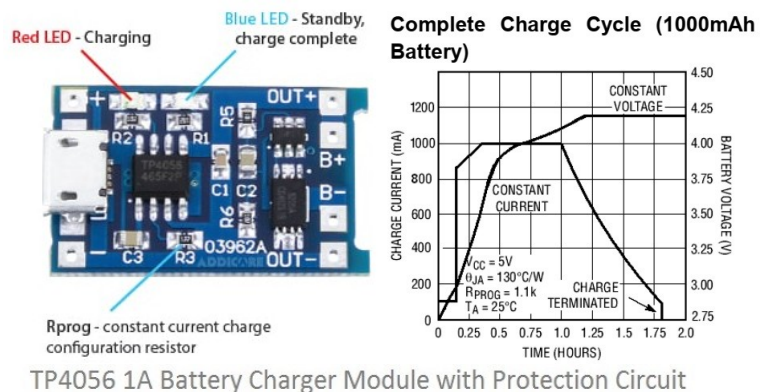 Blue LED - Standby,
charge complete
Red LED - Charging
+
OUT+
R2
R1
R5
B+
TP4056
465F2P
C1
C2
B-
R6
C3
R3
03962A
ADDICORE
OUT-
-
Rprog - constant current charge
configuration resistor
Complete Charge Cycle (1000mAh
Battery)
CHARGE CURRENT (mA)
1200
1000
800
600
400
200
0
CONSTANT
VOLTAGE
CONSTANT
CURRENT
VCC = 5V
θJA = 130°C/W
RPROG = 1.1k
TA = 25°C
CHARGE
TERMINATED
4.50
4.25
4.00
3.75
3.50
3.25
3.00
2.75
BATTERY VOLTAGE (V)
0 0.25 0.5 0.75 1.0 1.25 1.5 1.75 2.0
TIME (HOURS)
TP4056 1A Battery Charger Module with Protection Circuit